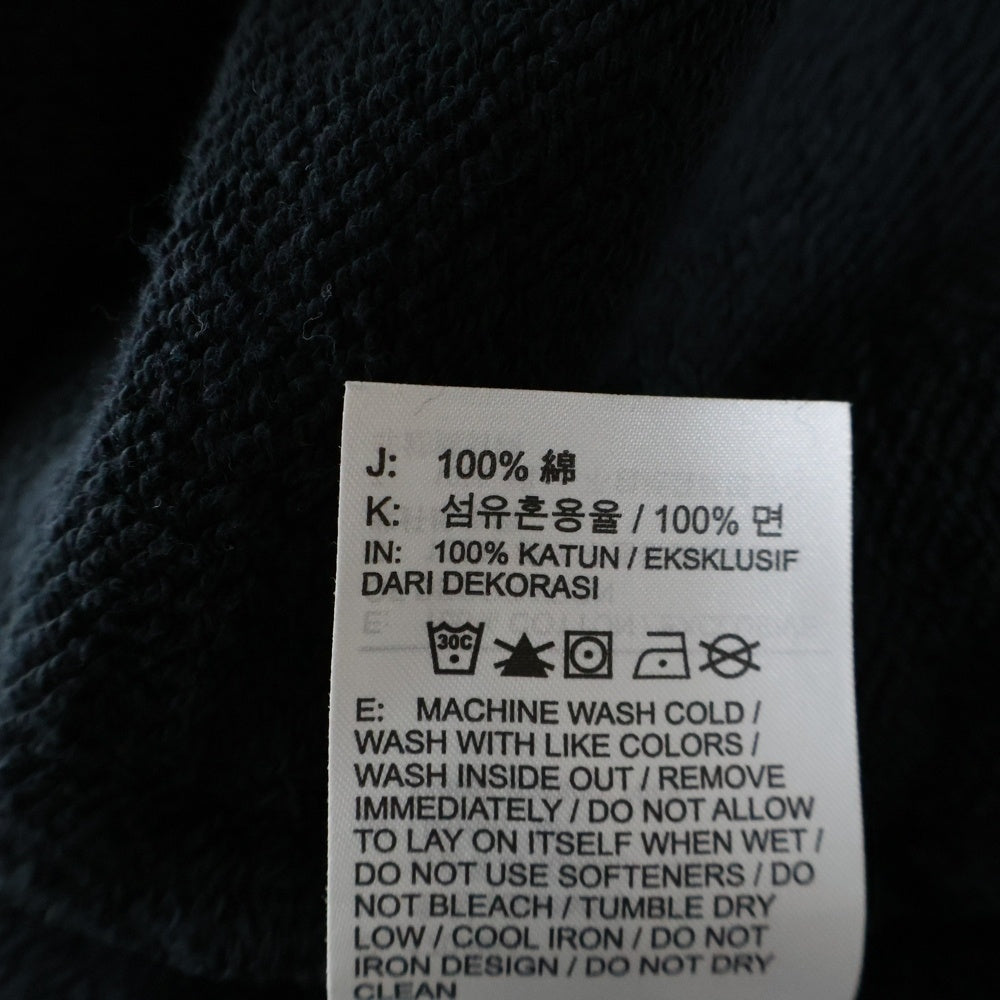 J: 100% 綿
K: 섬유혼용율 / 100% 면
IN: 100% KATUN / EKSKLUSIF
DARI DEKORASI
30C
E: MACHINE WASH COLD /
WASH WITH LIKE COLORS /
WASH INSIDE OUT / REMOVE
IMMEDIATELY / DO NOT ALLOW
TO LAY ON ITSELF WHEN WET /
DO NOT USE SOFTENERS / DO
NOT BLEACH / TUMBLE DRY
LOW / COOL IRON / DO NOT
IRON DESIGN / DO NOT DRY
CLEAN